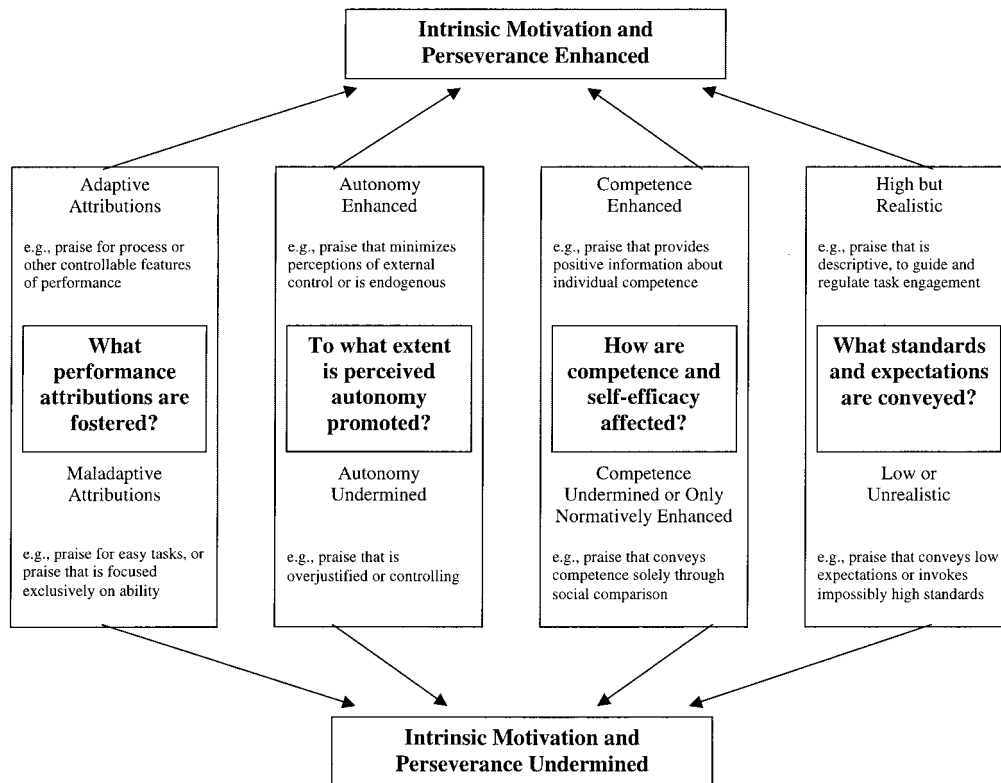 Intrinsic Motivation and
Perseverance Enhanced
Adaptive
Attributions
e.g., praise for process or
other controllable features
of performance
What
performance
attributions are
fostered?
Maladaptive
Attributions
e.g., praise for easy tasks, or
praise that is focused
exclusively on ability
Autonomy
Enhanced
e.g., praise that minimizes
perceptions of external
control or is endogenous
To what extent
is perceived
autonomy
promoted?
Autonomy
Undermined
e.g., praise that is
overjustified or controlling
Competence
Enhanced
e.g., praise that provides
positive information about
individual competence
How are
competence and
self-efficacy
affected?
Competence
Undermined or Only
Normatively Enhanced
e.g., praise that conveys
competence solely through
social comparison
High but
Realistic
e.g., praise that is
descriptive, to guide and
regulate task engagement
What standards
and expectations
are conveyed?
Low or
Unrealistic
e.g., praise that conveys low
expectations or invokes
impossibly high standards
Intrinsic Motivation and
Perseverance Undermined